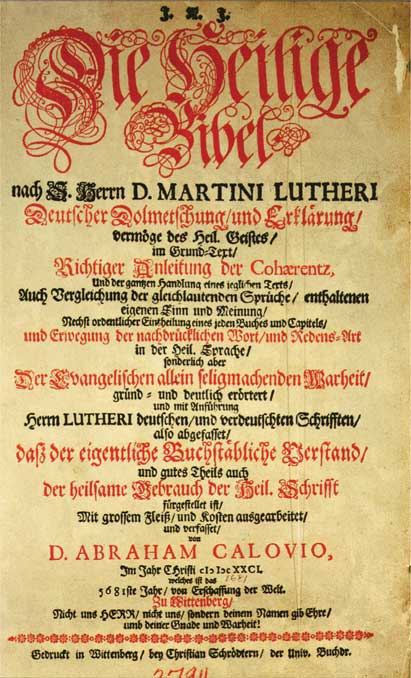 J. N. J.
Die Heilige
Bibel
nach S. Herrn D. MARTINI LUTHERI
Deutscher Dolmetschung/und Erklärung/
vermöge des Heil. Geistes/
im Grund-Text/
Richtiger Anleitung der Cohærentz,
Und der gantzen Handlung eines jeglichen Texts/
Auch Vergleichung der gleichlautenden Sprüche/ enthaltenen
eigenen Sinn und Meinung/
Nechst ordentlicher Eintheilung eines jeden Buches und Capitels/
und Erwegung der nachdrücklichen Wort/und Redens-Art
in der Heil. Sprache/
sonderlich aber
Der Evangelischen allein seligmachenden Warheit/
gründ- und deutlich erörtert/
und mit Anführung
Herrn LUTHERI deutschen/und verdeutschten Schrifften/
also abgefasset/
daß der eigentliche Buchstäbliche Verstand/
und gutes Theils auch
der heilsame Gebrauch der Heil. Schrifft
fürgestellet ist/
Mit grossem Fleiß/und Kosten ausgearbeitet/
und verfasset/
von
D. ABRAHAM CALOVIO,
Im Jahr CHristi cIↃ IↃc XXCI.
welches ist das 1681
5681ste Jahr/ von Erschaffung der Welt.
Zu Wittenberg/
Nicht uns HERR/ nicht uns/ sondern deinem Namen gib Ehre/
umb deiner Gnade und Warheit!
Gedruckt in Wittenberg/ bey Christian Schrödtern/ der Univ. Buchdr.